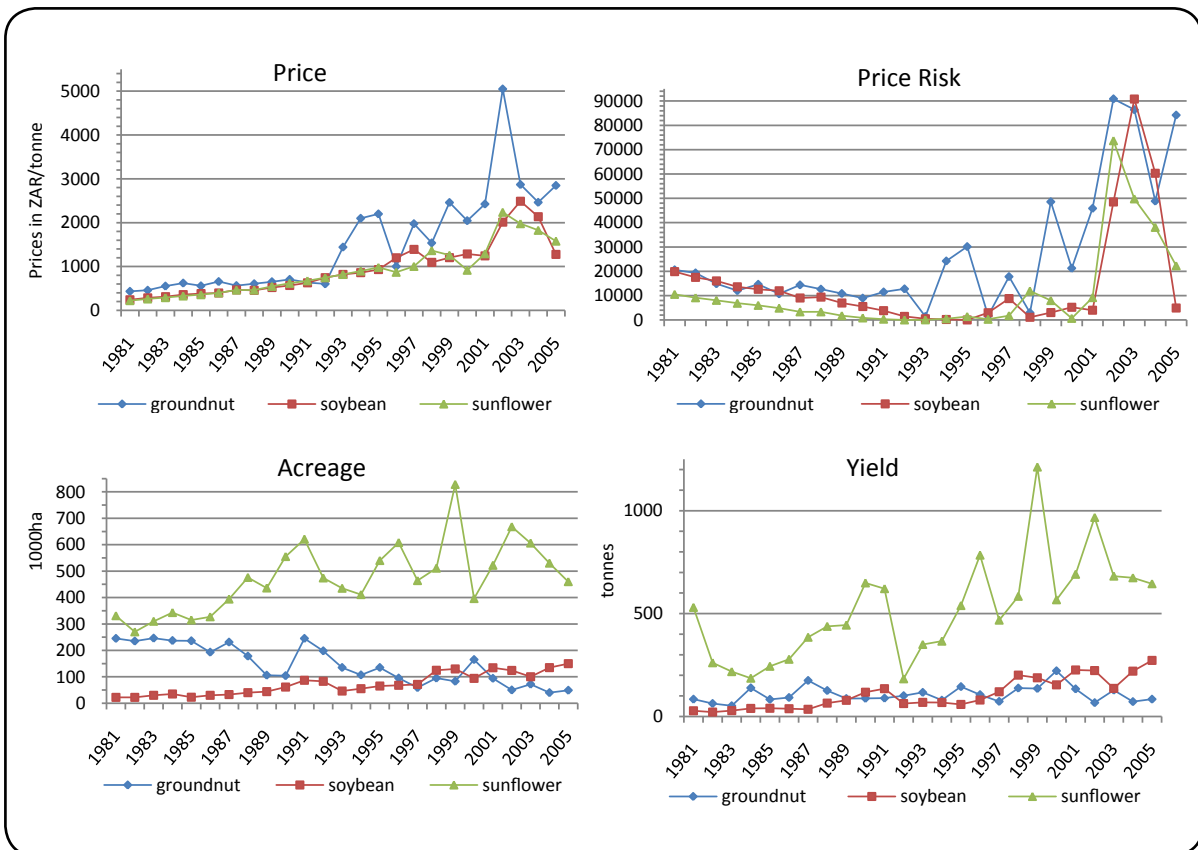 Price
Prices in ZAR/tonne
5000
4000
3000
2000
1000
0
1981 1983 1985 1987 1989 1991 1993 1995 1997 1999 2001 2003 2005
groundnut soybean sunflower
Price Risk
90000
80000
70000
60000
50000
40000
30000
20000
10000
0
1981 1983 1985 1987 1989 1991 1993 1995 1997 1999 2001 2003 2005
groundnut soybean sunflower
Acreage
1000ha
800
700
600
500
400
300
200
100
0
1981 1983 1985 1987 1989 1991 1993 1995 1997 1999 2001 2003 2005
groundnut soybean sunflower
Yield
tonnes
1000
500
0
1981 1983 1985 1987 1989 1991 1993 1995 1997 1999 2001 2003 2005
groundnut soybean sunflower